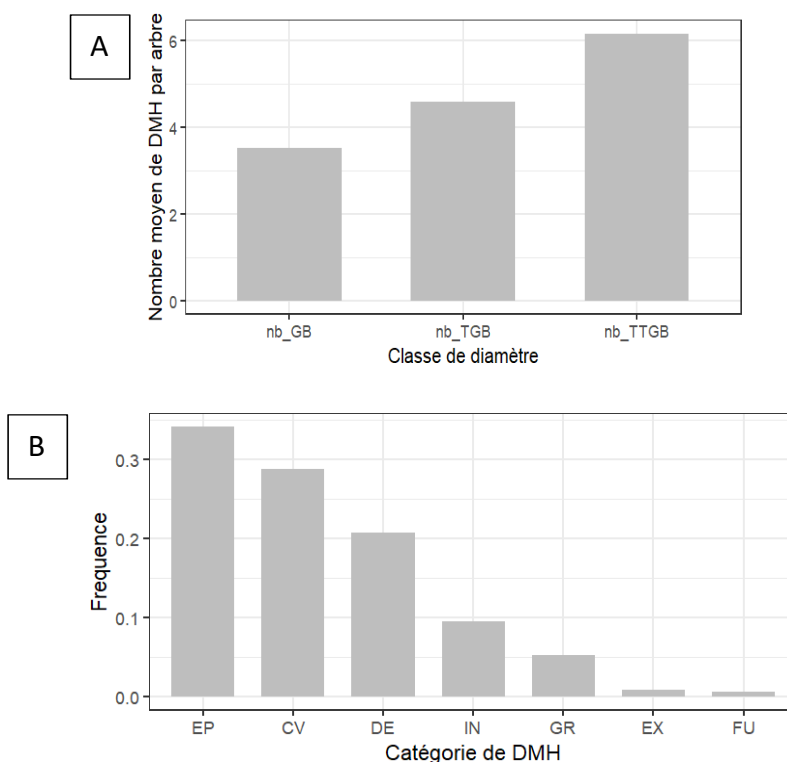 A
Nombre moyen de DMH par arbre
6
4
2
0
nb_GB nb_TGB nb_TTGB
Classe de diamètre
B
Frequence
0.3
0.2
0.1
0.0
EP CV DE IN GR EX FU
Catégorie de DMH